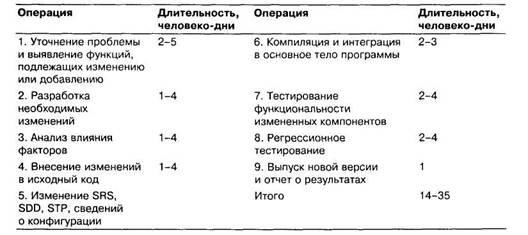 Операция Длительность, человеко-дни Операция Длительность, человеко-дни
1. Уточнение проблемы 2–5 6. Компиляция и интеграция 2–3
и выявление функций, в основное тело программы
подлежащих изменению
или добавлению
2. Разработка 1–4 7. Тестирование 2–4
необходимых функциональности
изменений измененных компонентов
3. Анализ влияния 1–4 8. Регрессионное 2–4
факторов тестирование
4. Внесение изменений 1–4 9. Выпуск новой версии 1
в исходный код и отчет о результатах
5. Изменение SRS, Итого 14–35
SDD, STP, сведений
о конфигурации